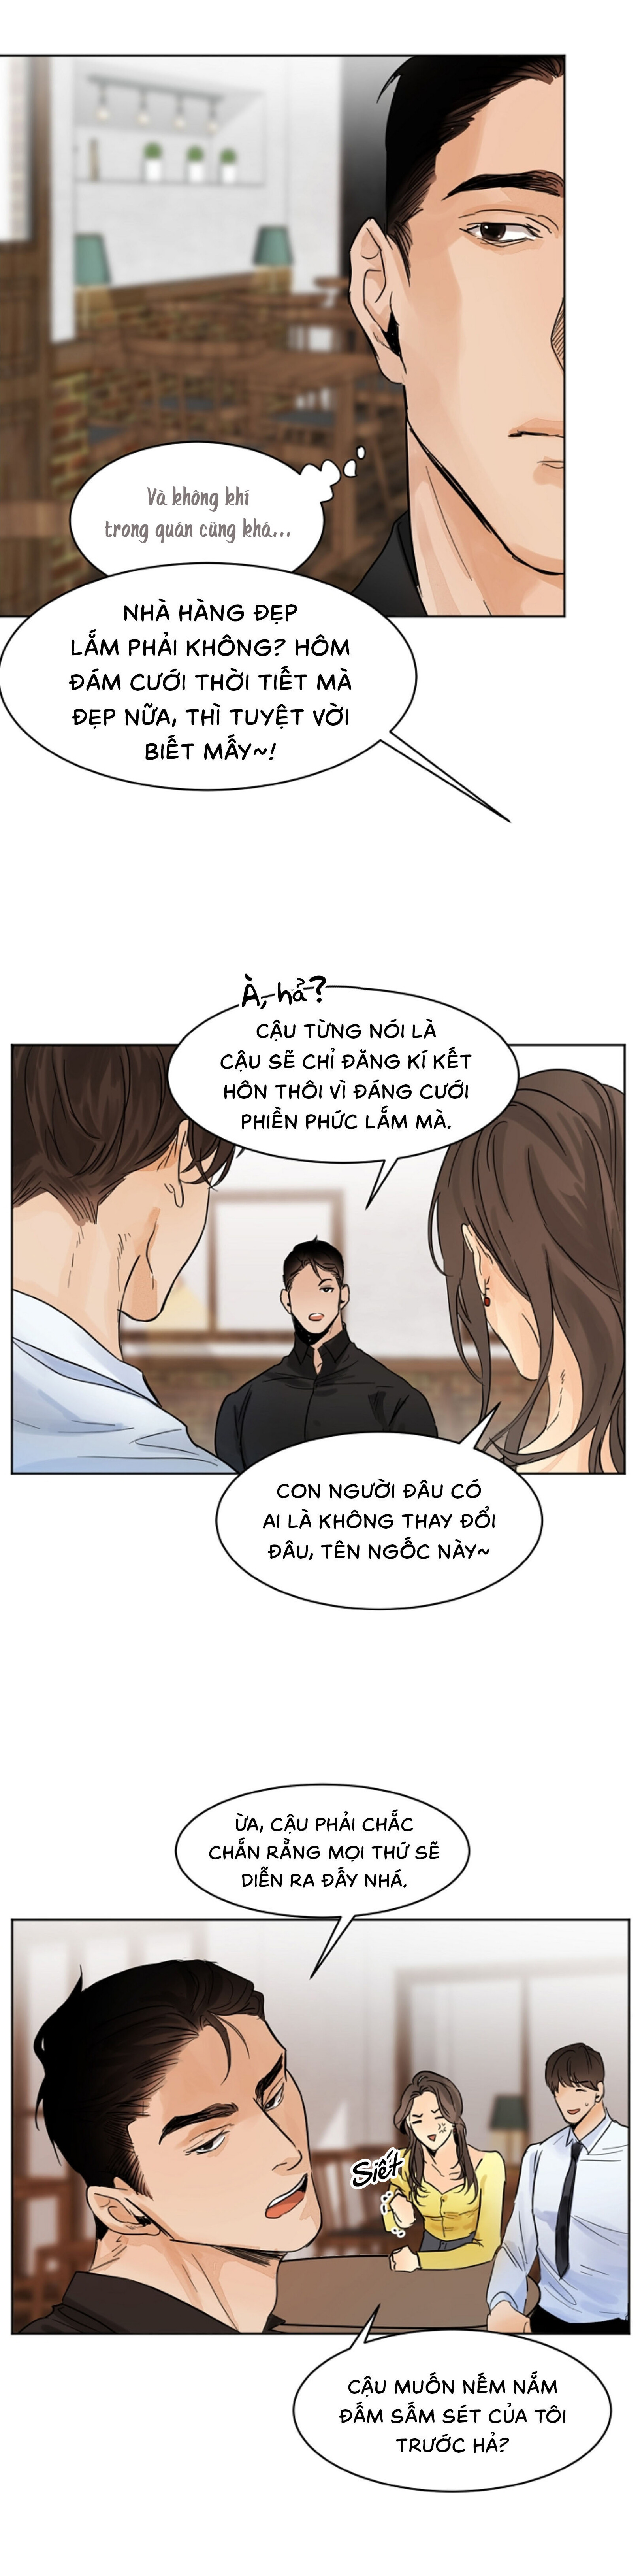 Và không khí
trong quán cũng khá...
NHÀ HÀNG ĐẸP
LẮM PHẢI KHÔNG? HÔM
ĐÁM CƯỚI THỜI TIẾT MÀ
ĐẸP NỮA, THÌ TUYỆT VỜI
BIẾT MẤY~!
À, hả?
CẬU TỪNG NÓI LÀ
CẬU SẼ CHỈ ĐĂNG KÍ KẾT
HÔN THÔI VÌ ĐÁNG CƯỚI
PHIỀN PHỨC LẮM MÀ.
CON NGƯỜI ĐÂU CÓ
AI LÀ KHÔNG THAY ĐỔI
ĐÂU, TÊN NGỐC NÀY~
ỪA, CẬU PHẢI CHẮC
CHẮN RẰNG MỌI THỨ SẼ
DIỄN RA ĐẤY NHÁ.
Siết
CẬU MUỐN NẾM NẮM
ĐẤM SẤM SÉT CỦA TÔI
TRƯỚC HẢ?